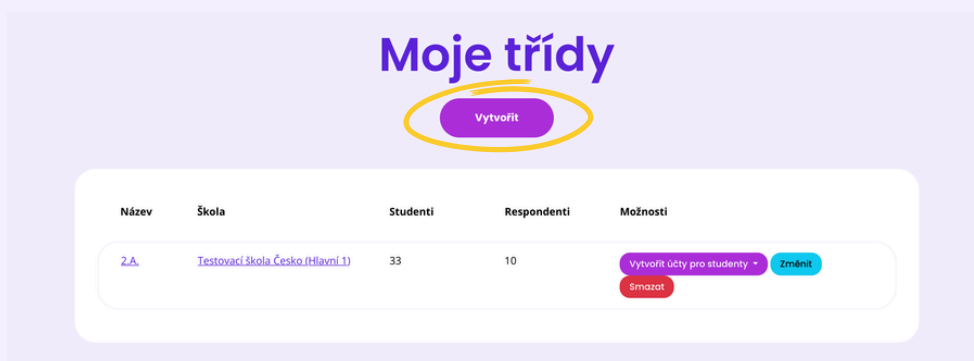 Moje třídy
Vytvořit
Název Škola Studenti Respondenti Možnosti
2.A. Testovací škola Česko (Hlavní 1) 33 10 Vytvořit účty pro studenty Změnit
Smazat